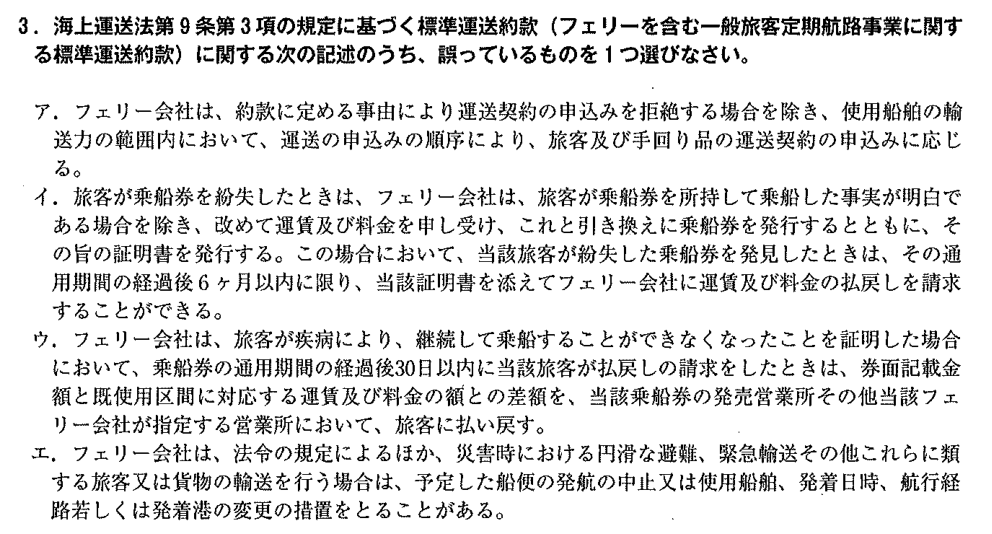 3．海上運送法第9条第3項の規定に基づく標準運送約款（フェリーを含む一般旅客定期航路事業に関す
る標準運送約款）に関する次の記述のうち、誤っているものを1つ選びなさい。
ア．フェリー会社は、約款に定める事由により運送契約の申込みを拒絶する場合を除き、使用船舶の輸
送力の範囲内において、運送の申込みの順序により、旅客及び手回り品の運送契約の申込みに応じ
る。
イ．旅客が乗船券を紛失したときは、フェリー会社は、旅客が乗船券を所持して乗船した事実が明白で
ある場合を除き、改めて運賃及び料金を申し受け、これと引き換えに乗船券を発行するとともに、そ
の旨の証明書を発行する。この場合において、当該旅客が紛失した乗船券を発見したときは、その通
用期間の経過後6ヶ月以内に限り、当該証明書を添えてフェリー会社に運賃及び料金の払戻しを請求
することができる。
ウ．フェリー会社は、旅客が疾病により、継続して乗船することができなくなったことを証明した場合
において、乗船券の通用期間の経過後30日以内に当該旅客が払戻しの請求をしたときは、券面記載金
額と既使用区間に対応する運賃及び料金の額との差額を、当該乗船券の発売営業所その他当該フェ
リー会社が指定する営業所において、旅客に払い戻す。
エ．フェリー会社は、法令の規定によるほか、災害時における円滑な避難、緊急輸送その他これらに類
する旅客又は貨物の輸送を行う場合は、予定した船便の発航の中止又は使用船舶、発着日時、航行経
路若しくは発着港の変更の措置をとることがある。